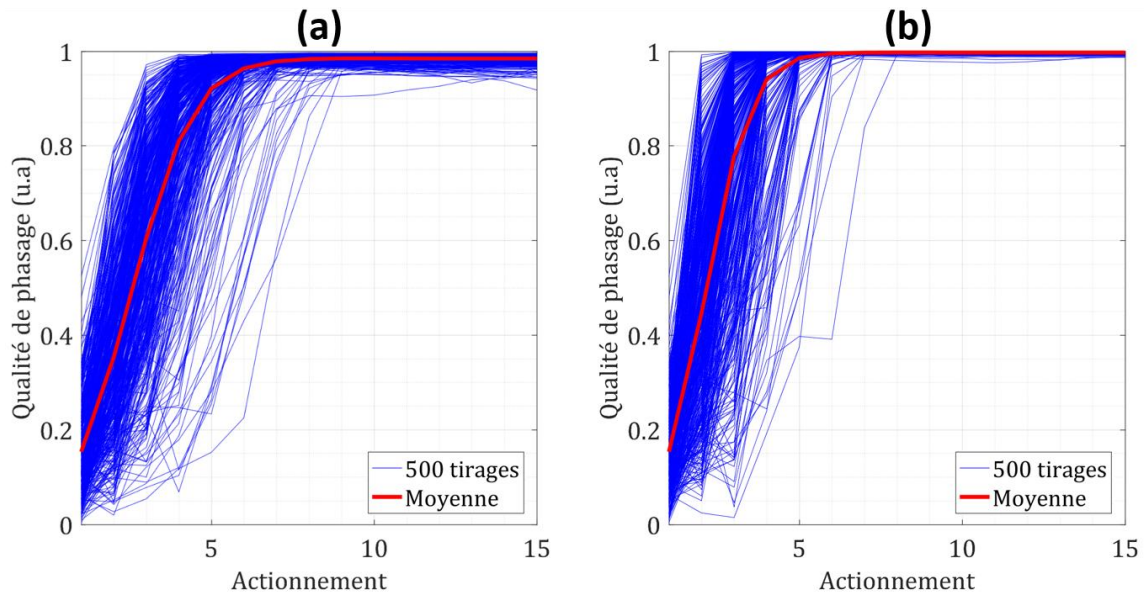 (a)
Qualité de phasage (u.a)
1
0.8
0.6
0.4
0.2
0
5
10
15
Actionnement
500 tirages
Moyenne
(b)
Qualité de phasage (u.a)
1
0.8
0.6
0.4
0.2
0
5
10
15
Actionnement
500 tirages
Moyenne